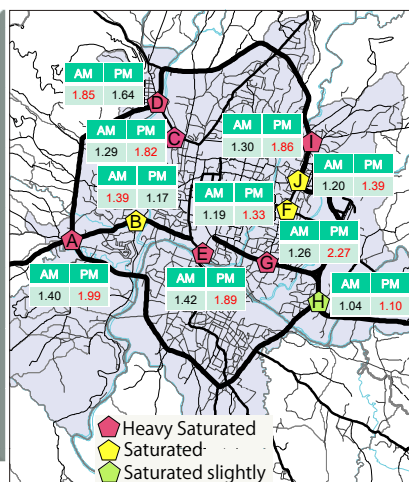 AM PM
1.85 1.64
D
AM PM
1.29 1.82
C
AM PM
1.30 1.86
I
AM PM
1.39 1.17
B
AM PM
1.20 1.39
J
AM PM
1.19 1.33
F
A
AM PM
1.40 1.99
E
AM PM
1.42 1.89
G
AM PM
1.26 2.27
H
AM PM
1.04 1.10
Heavy Saturated
Saturated
Saturated slightly